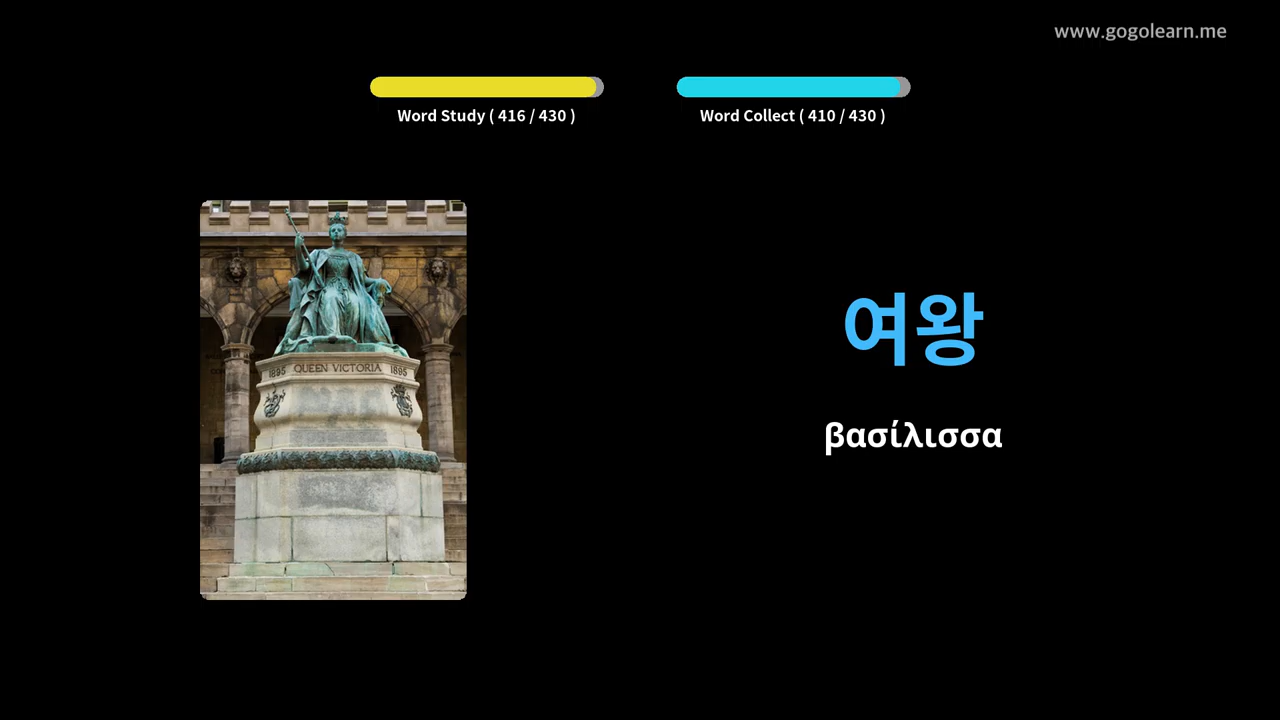 www.gogolearn.me
Word Study ( 416 / 430 )
Word Collect ( 410 / 430 )
1895 QUEEN VICTORIA 1895
여왕
βασίλισσα